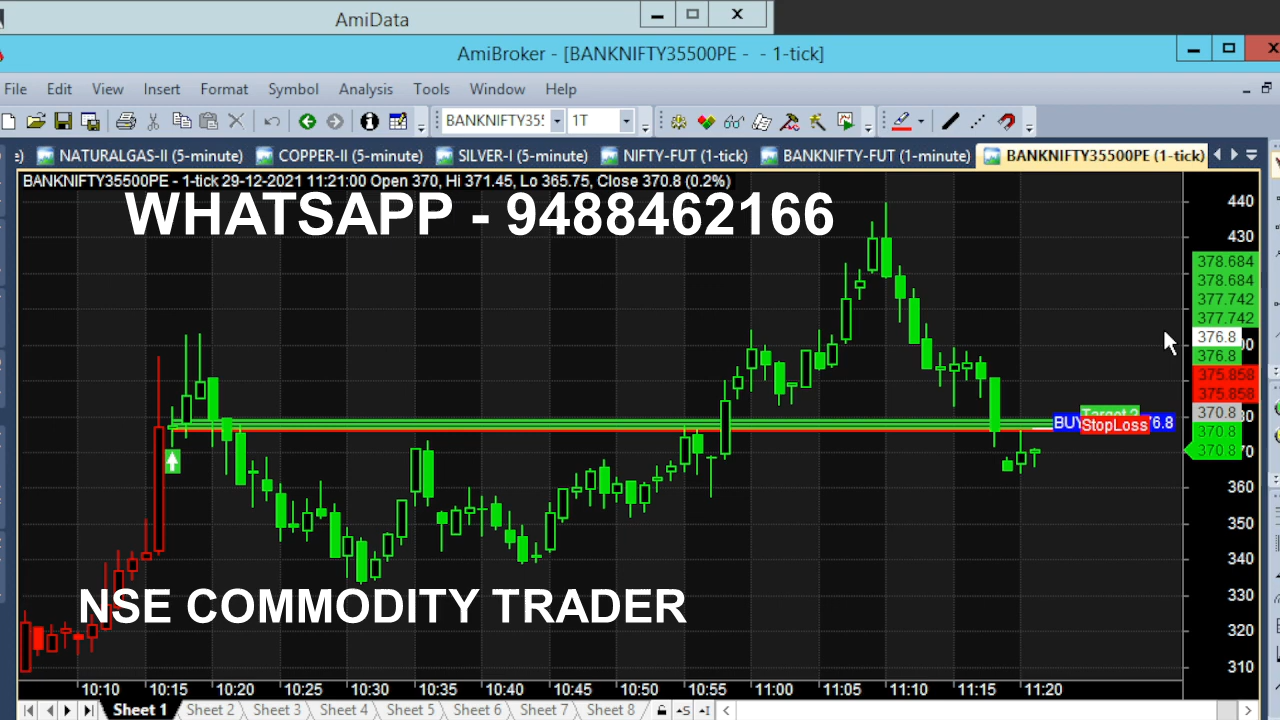 AmiData
AmiBroker - [BANKNIFTY35500PE - - 1-tick]
File Edit View Insert Format Symbol Analysis Tools Window Help
BANKNIFTY35! 1T
NATURALGAS-II (5-minute) COPPER-II (5-minute) SILVER-I (5-minute) NIFTY-FUT (1-tick) BANKNIFTY-FUT (1-minute) BANKNIFTY35500PE (1-tick)
BANKNIFTY35500PE - 1-tick 29-12-2021 11:21:00 Open 370, Hi 371.45, Lo 365.75, Close 370.8 (0.2%)
WHATSAPP - 9488462166
440
430
378.684
378.684
377.742
377.742
376.8
376.8
375.858
375.858
370.8
Target 2
BUY StopLoss 76.8
370.8
370.8
360
350
340
330
320
310
NSE COMMODITY TRADER
10:10 10:15 10:20 10:25 10:30 10:35 10:40 10:45 10:50 10:55 11:00 11:05 11:10 11:15 11:20
Sheet 1 Sheet 2 Sheet 3 Sheet 4 Sheet 5 Sheet 6 Sheet 7 Sheet 8